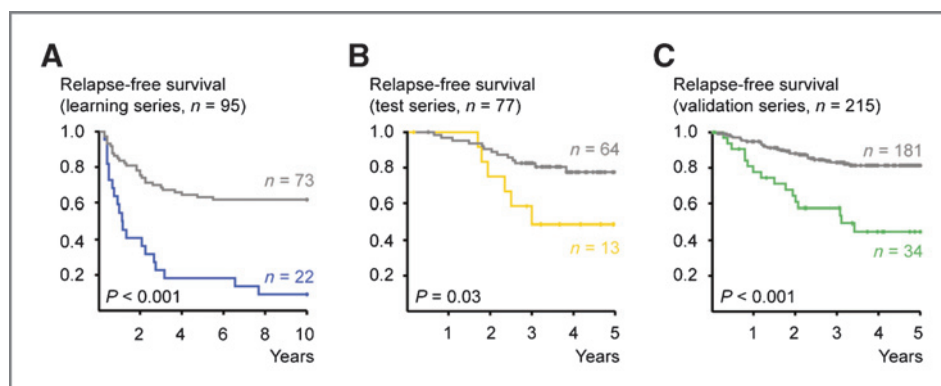 A
Relapse-free survival
(learning series, n = 95)
1.0
0.8
0.6
0.4
0.2
n = 73
n = 22
P < 0.001
2 4 6 8 10
Years
B
Relapse-free survival
(test series, n = 77)
1.0
0.8
0.6
0.4
0.2
n = 64
n = 13
P = 0.03
1 2 3 4 5
Years
C
Relapse-free survival
(validation series, n = 215)
1.0
0.8
0.6
0.4
0.2
n = 181
n = 34
P < 0.001
1 2 3 4 5
Years